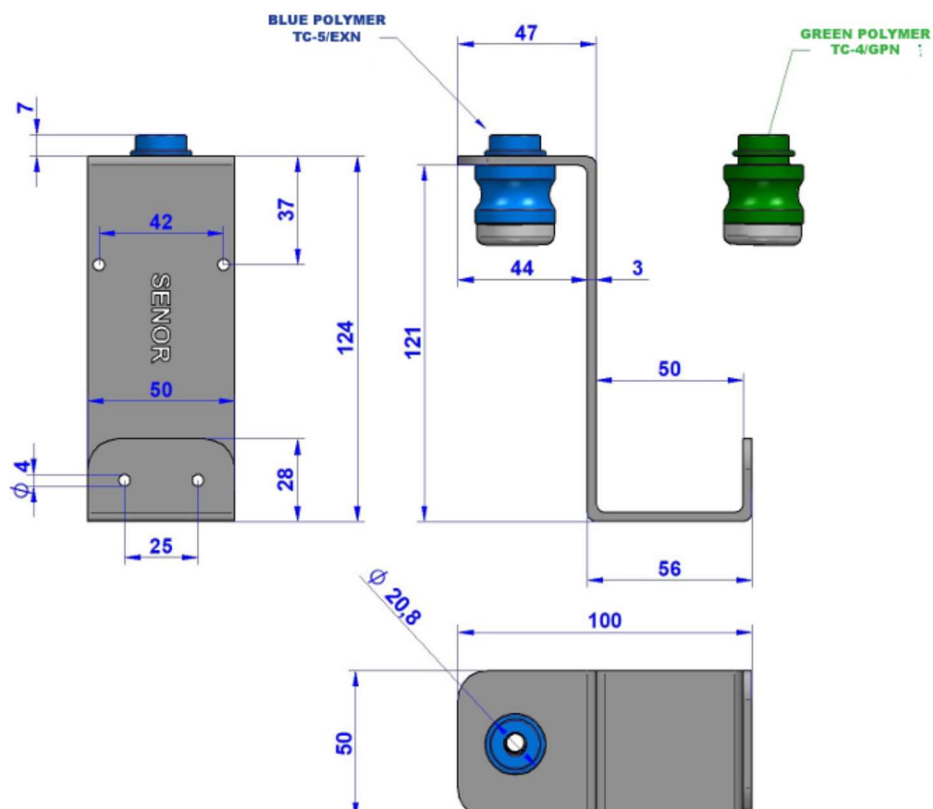 BLUE POLYMER
TC-5/EXN
47
GREEN POLYMER
TC-4/GPN
7
42
37
SENOR
124
50
Ø 4
28
25
44
3
121
50
56
Ø 20,8
100
50